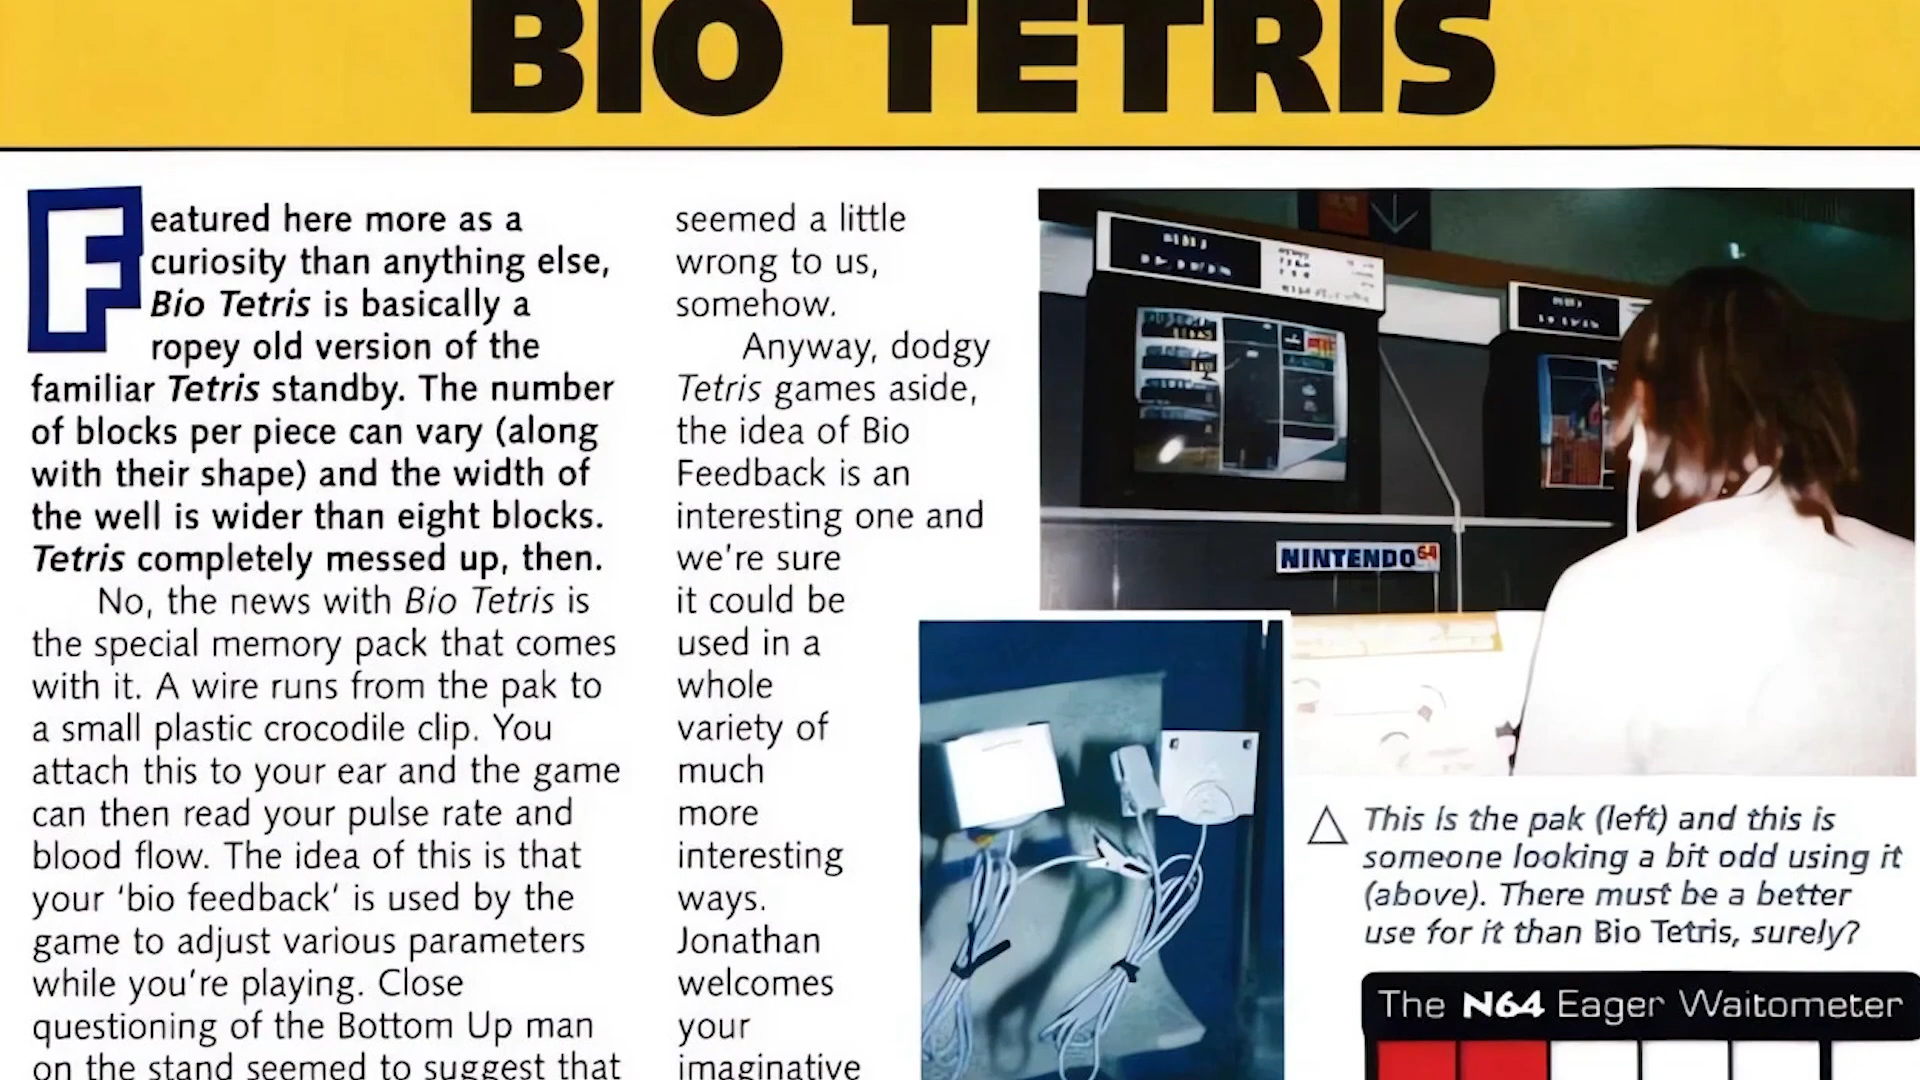 BIO TETRIS
Featured here more as a
curiosity than anything else,
Bio Tetris is basically a
ropey old version of the
familiar Tetris standby. The number
of blocks per piece can vary (along
with their shape) and the width of
the well is wider than eight blocks.
Tetris completely messed up, then.
No, the news with Bio Tetris is
the special memory pack that comes
with it. A wire runs from the pak to
a small plastic crocodile clip. You
attach this to your ear and the game
can then read your pulse rate and
blood flow. The idea of this is that
your ‘bio feedback’ is used by the
game to adjust various parameters
while you’re playing. Close
questioning of the Bottom Up man
on the stand seemed to suggest that
seemed a little
wrong to us,
somehow.
Anyway, dodgy
Tetris games aside,
the idea of Bio
Feedback is an
interesting one and
we’re sure
it could be
used in a
whole
variety of
much
more
interesting
ways.
Jonathan
welcomes
your
imaginative
NINTENDO64
This is the pak (left) and this is
someone looking a bit odd using it
(above). There must be a better
use for it than Bio Tetris, surely?
The N64 Eager Waitometer